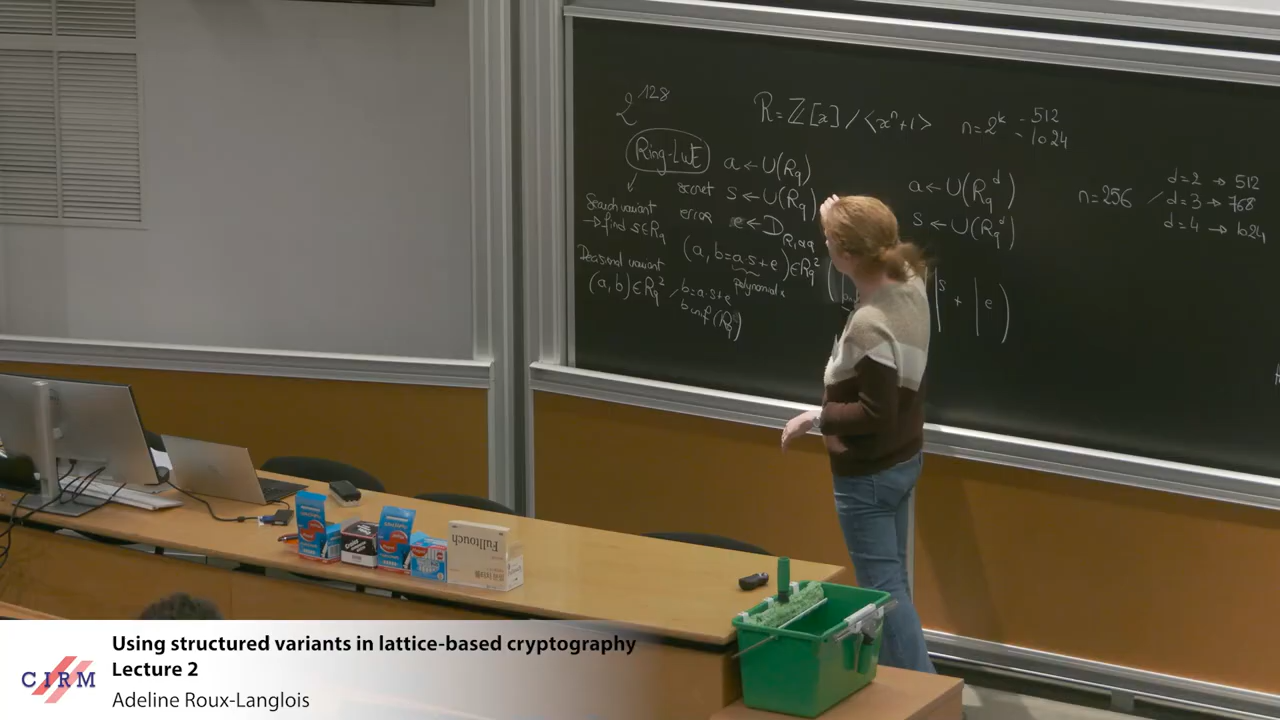 2^128
R = Z[x] / <x^n+1>
n=2^k - 512
- 1024
Ring-LWE
a ← U(R_q)
secret s ← U(R_q)
error e ← D_R,αq
(a, b=a·s+e) ∈ R_q^2
polynomials
Search variant
→ find s∈R_q
Decisional variant
(a,b) ∈ R_q^2 / b=a·s+e
b unif (R_q)
a ← U(R_q^d)
s ← U(R_q^d)
s + e )
n=256 / d=2 → 512
d=3 → 768
d=4 → 1024
Fulltouch
CIRM
Using structured variants in lattice-based cryptography
Lecture 2
Adeline Roux-Langlois